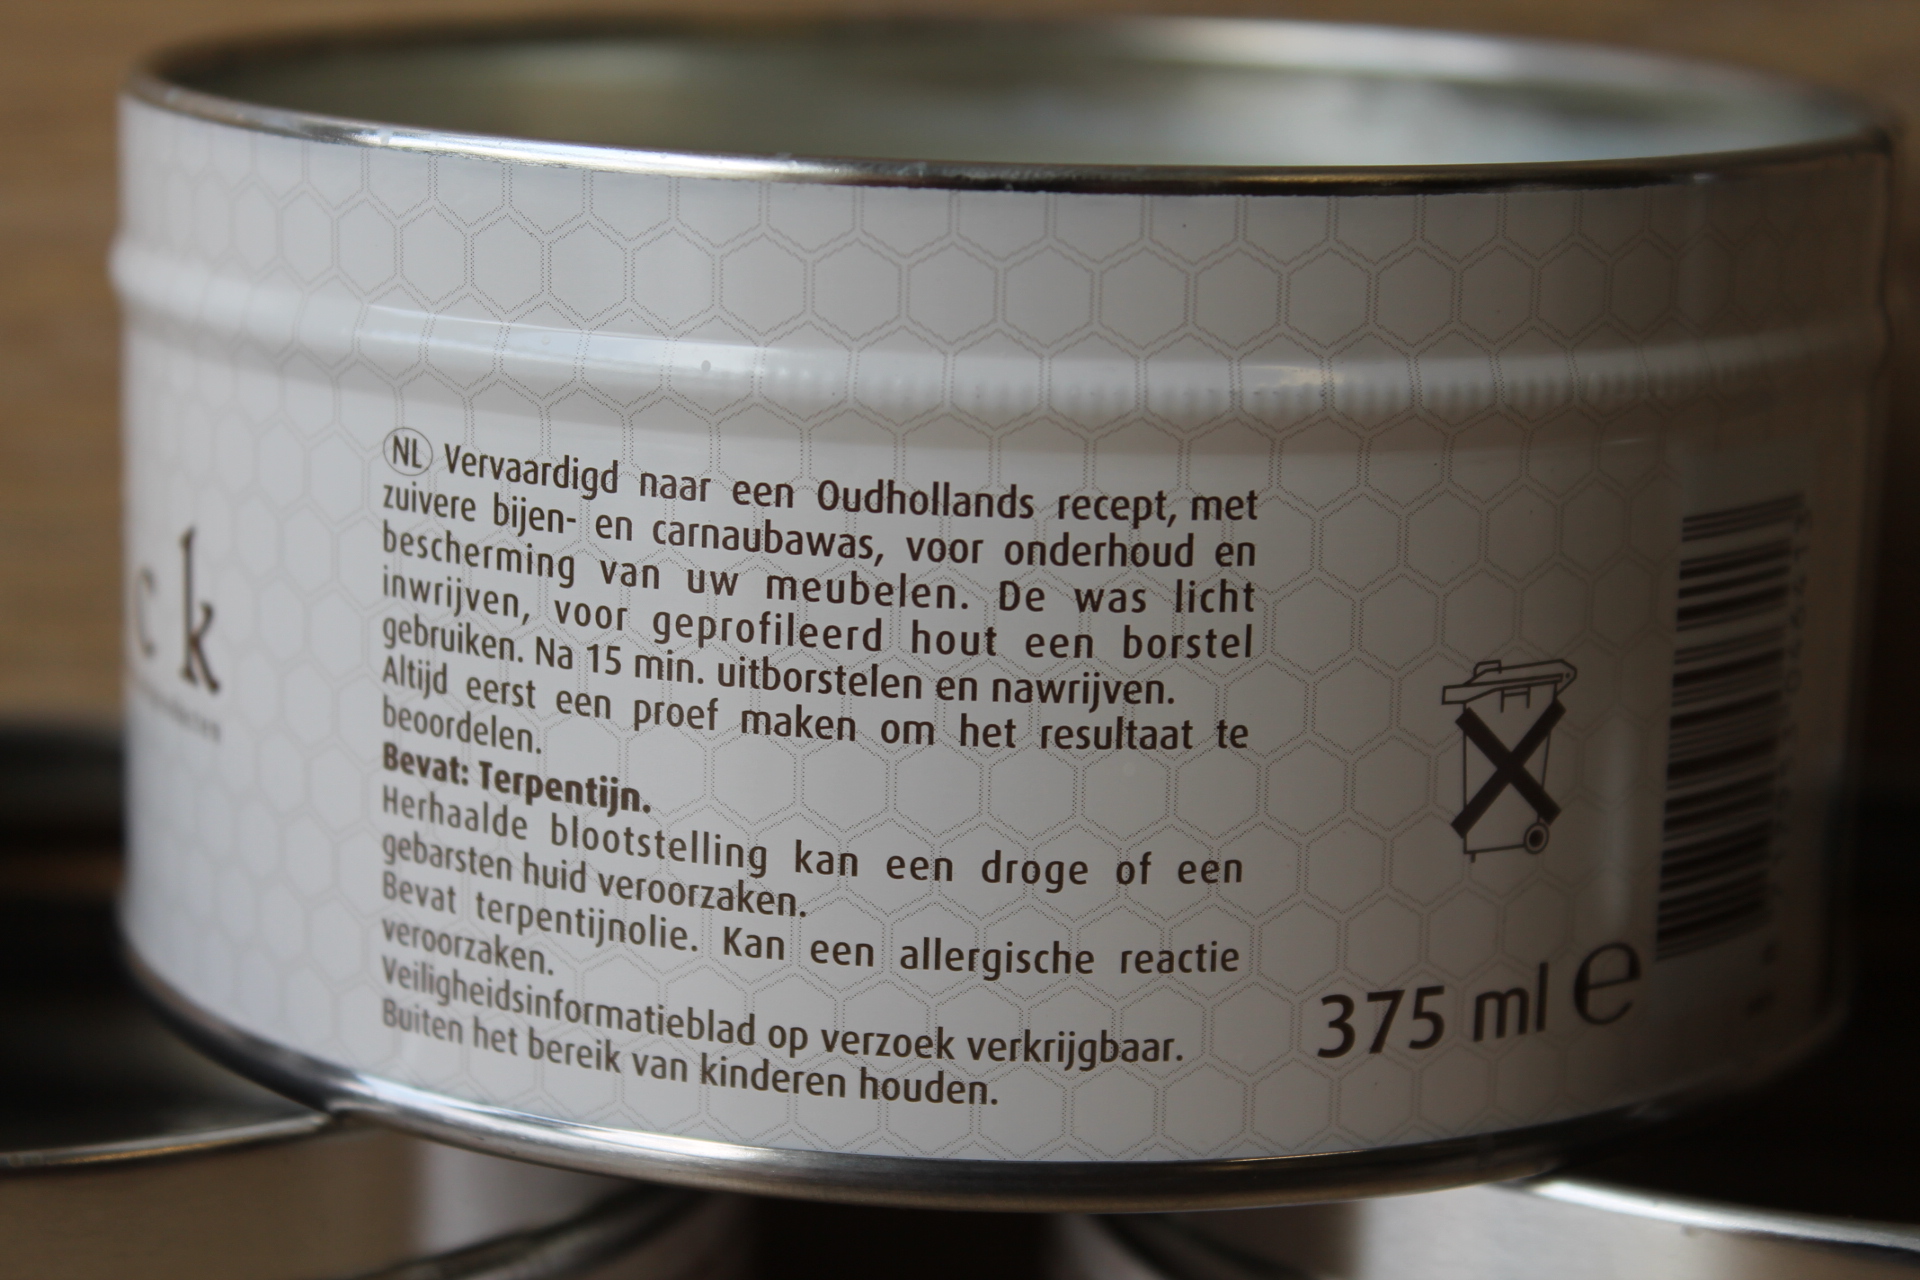 ck
NL Vervaardigd naar een Oudhollands recept, met
zuivere bijen- en carnaubawas, voor onderhoud en
bescherming van uw meubelen. De was licht
inwrijven, voor geprofileerd hout een borstel
gebruiken. Na 15 min. uitborstelen en nawrijven.
Altijd eerst een proef maken om het resultaat te
beoordelen.
Bevat: Terpentijn.
Herhaalde blootstelling kan een droge of een
gebarsten huid veroorzaken.
Bevat terpentijnolie. Kan een allergische reactie
veroorzaken.
Veiligheidsinformatieblad op verzoek verkrijgbaar.
Buiten het bereik van kinderen houden.
375 ml e